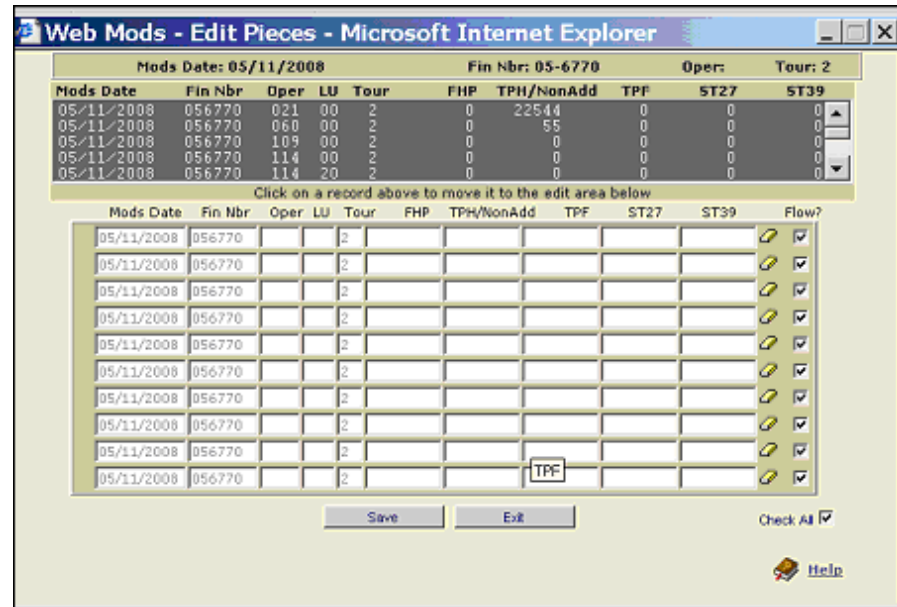 Web Mods - Edit Pieces - Microsoft Internet Explorer
Mods Date: 05/11/2008 Fin Nbr: 05-6770 Oper: Tour: 2
Mods Date Fin Nbr Oper LU Tour FHP TPH/NonAdd TPF ST27 ST39
05/11/2008 056770 021 00 2 0 22544 0 0 0
05/11/2008 056770 060 00 2 0 55 0 0 0
05/11/2008 056770 109 00 2 0 0 0 0 0
05/11/2008 056770 114 00 2 0 0 0 0 0
05/11/2008 056770 114 20 2 0 0 0 0 0
Click on a record above to move it to the edit area below
Mods Date Fin Nbr Oper LU Tour FHP TPH/NonAdd TPF ST27 ST39 Flow?
05/11/2008 056770 2
05/11/2008 056770 2
05/11/2008 056770 2
05/11/2008 056770 2
05/11/2008 056770 2
05/11/2008 056770 2
05/11/2008 056770 2
05/11/2008 056770 2
05/11/2008 056770 2
05/11/2008 056770 2 TPF
Save Exit Check All
Help